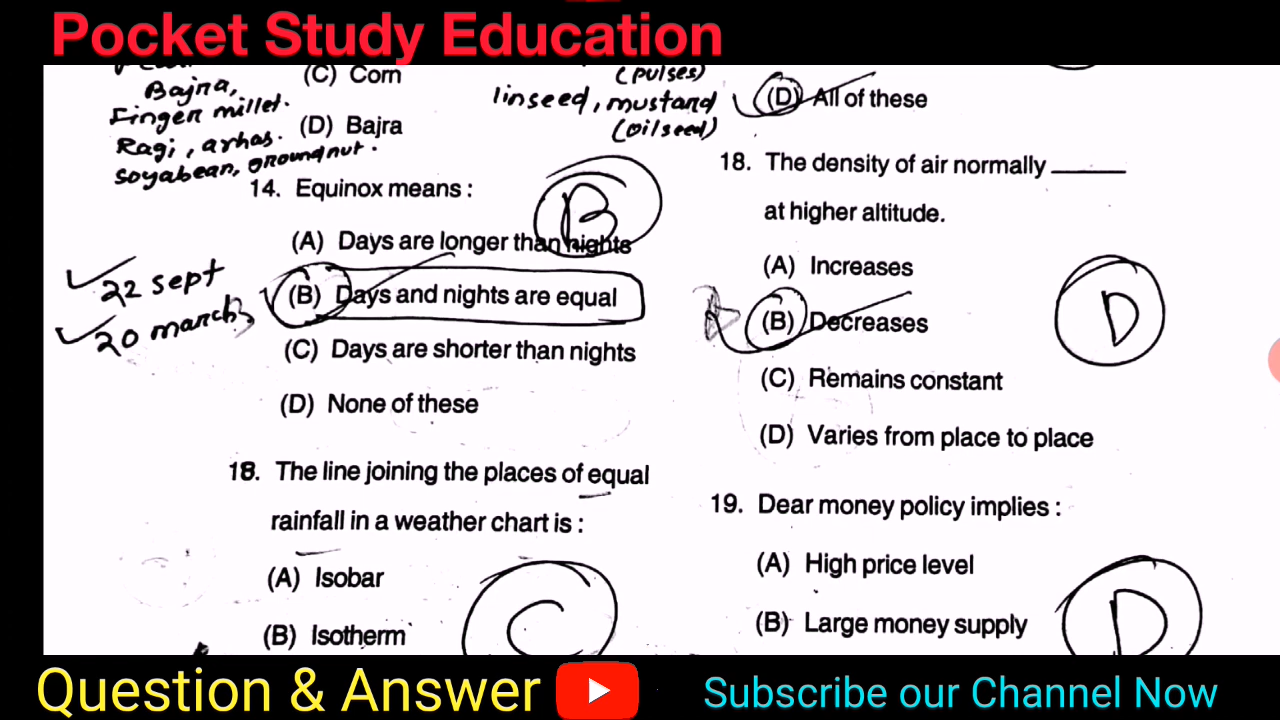 Pocket Study Education
Bajra,
Finger millet.
Ragi, arhas.
Soyabean, groundnut.
(C) Corn
(D) Bajra
(pulses)
linseed, mustand
(oilseed)
14. Equinox means :
B
(A) Days are longer than nights
22 sept
20 march
(B) Days and nights are equal
(C) Days are shorter than nights
(D) None of these
18. The line joining the places of equal
rainfall in a weather chart is :
(A) Isobar
(B) Isotherm
C
(D) All of these
18. The density of air normally ______
at higher altitude.
(A) Increases
(B) Decreases
D
(C) Remains constant
(D) Varies from place to place
19. Dear money policy implies :
(A) High price level
(B) Large money supply
D
Question & Answer
Subscribe our Channel Now